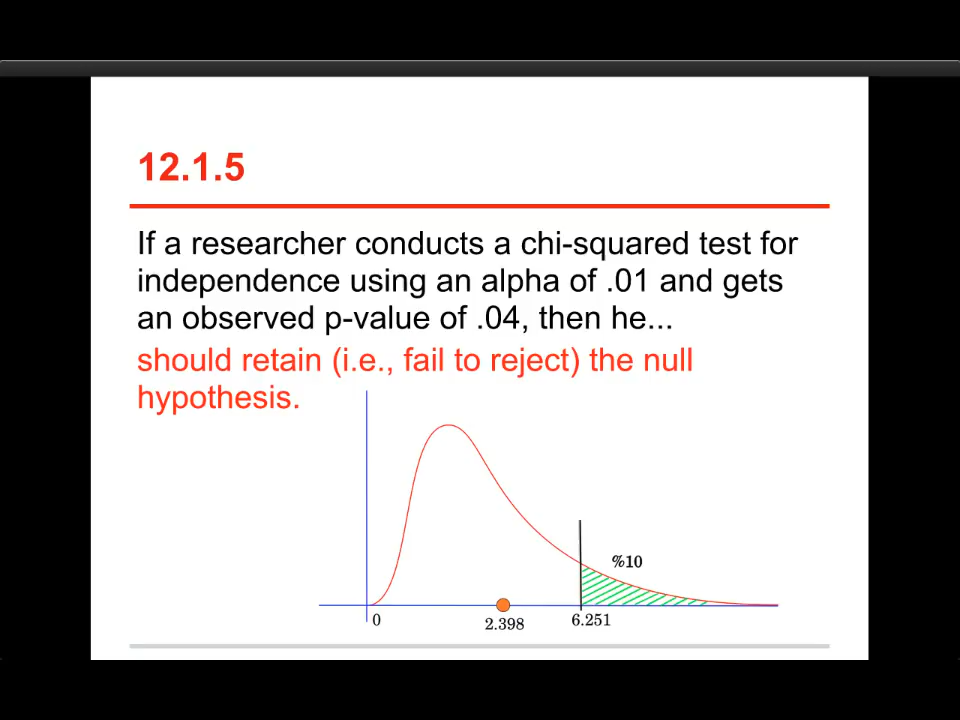 12.1.5
If a researcher conducts a chi-squared test for
independence using an alpha of .01 and gets
an observed p-value of .04, then he...
should retain (i.e., fail to reject) the null
hypothesis.
%10
0
2.398
6.251